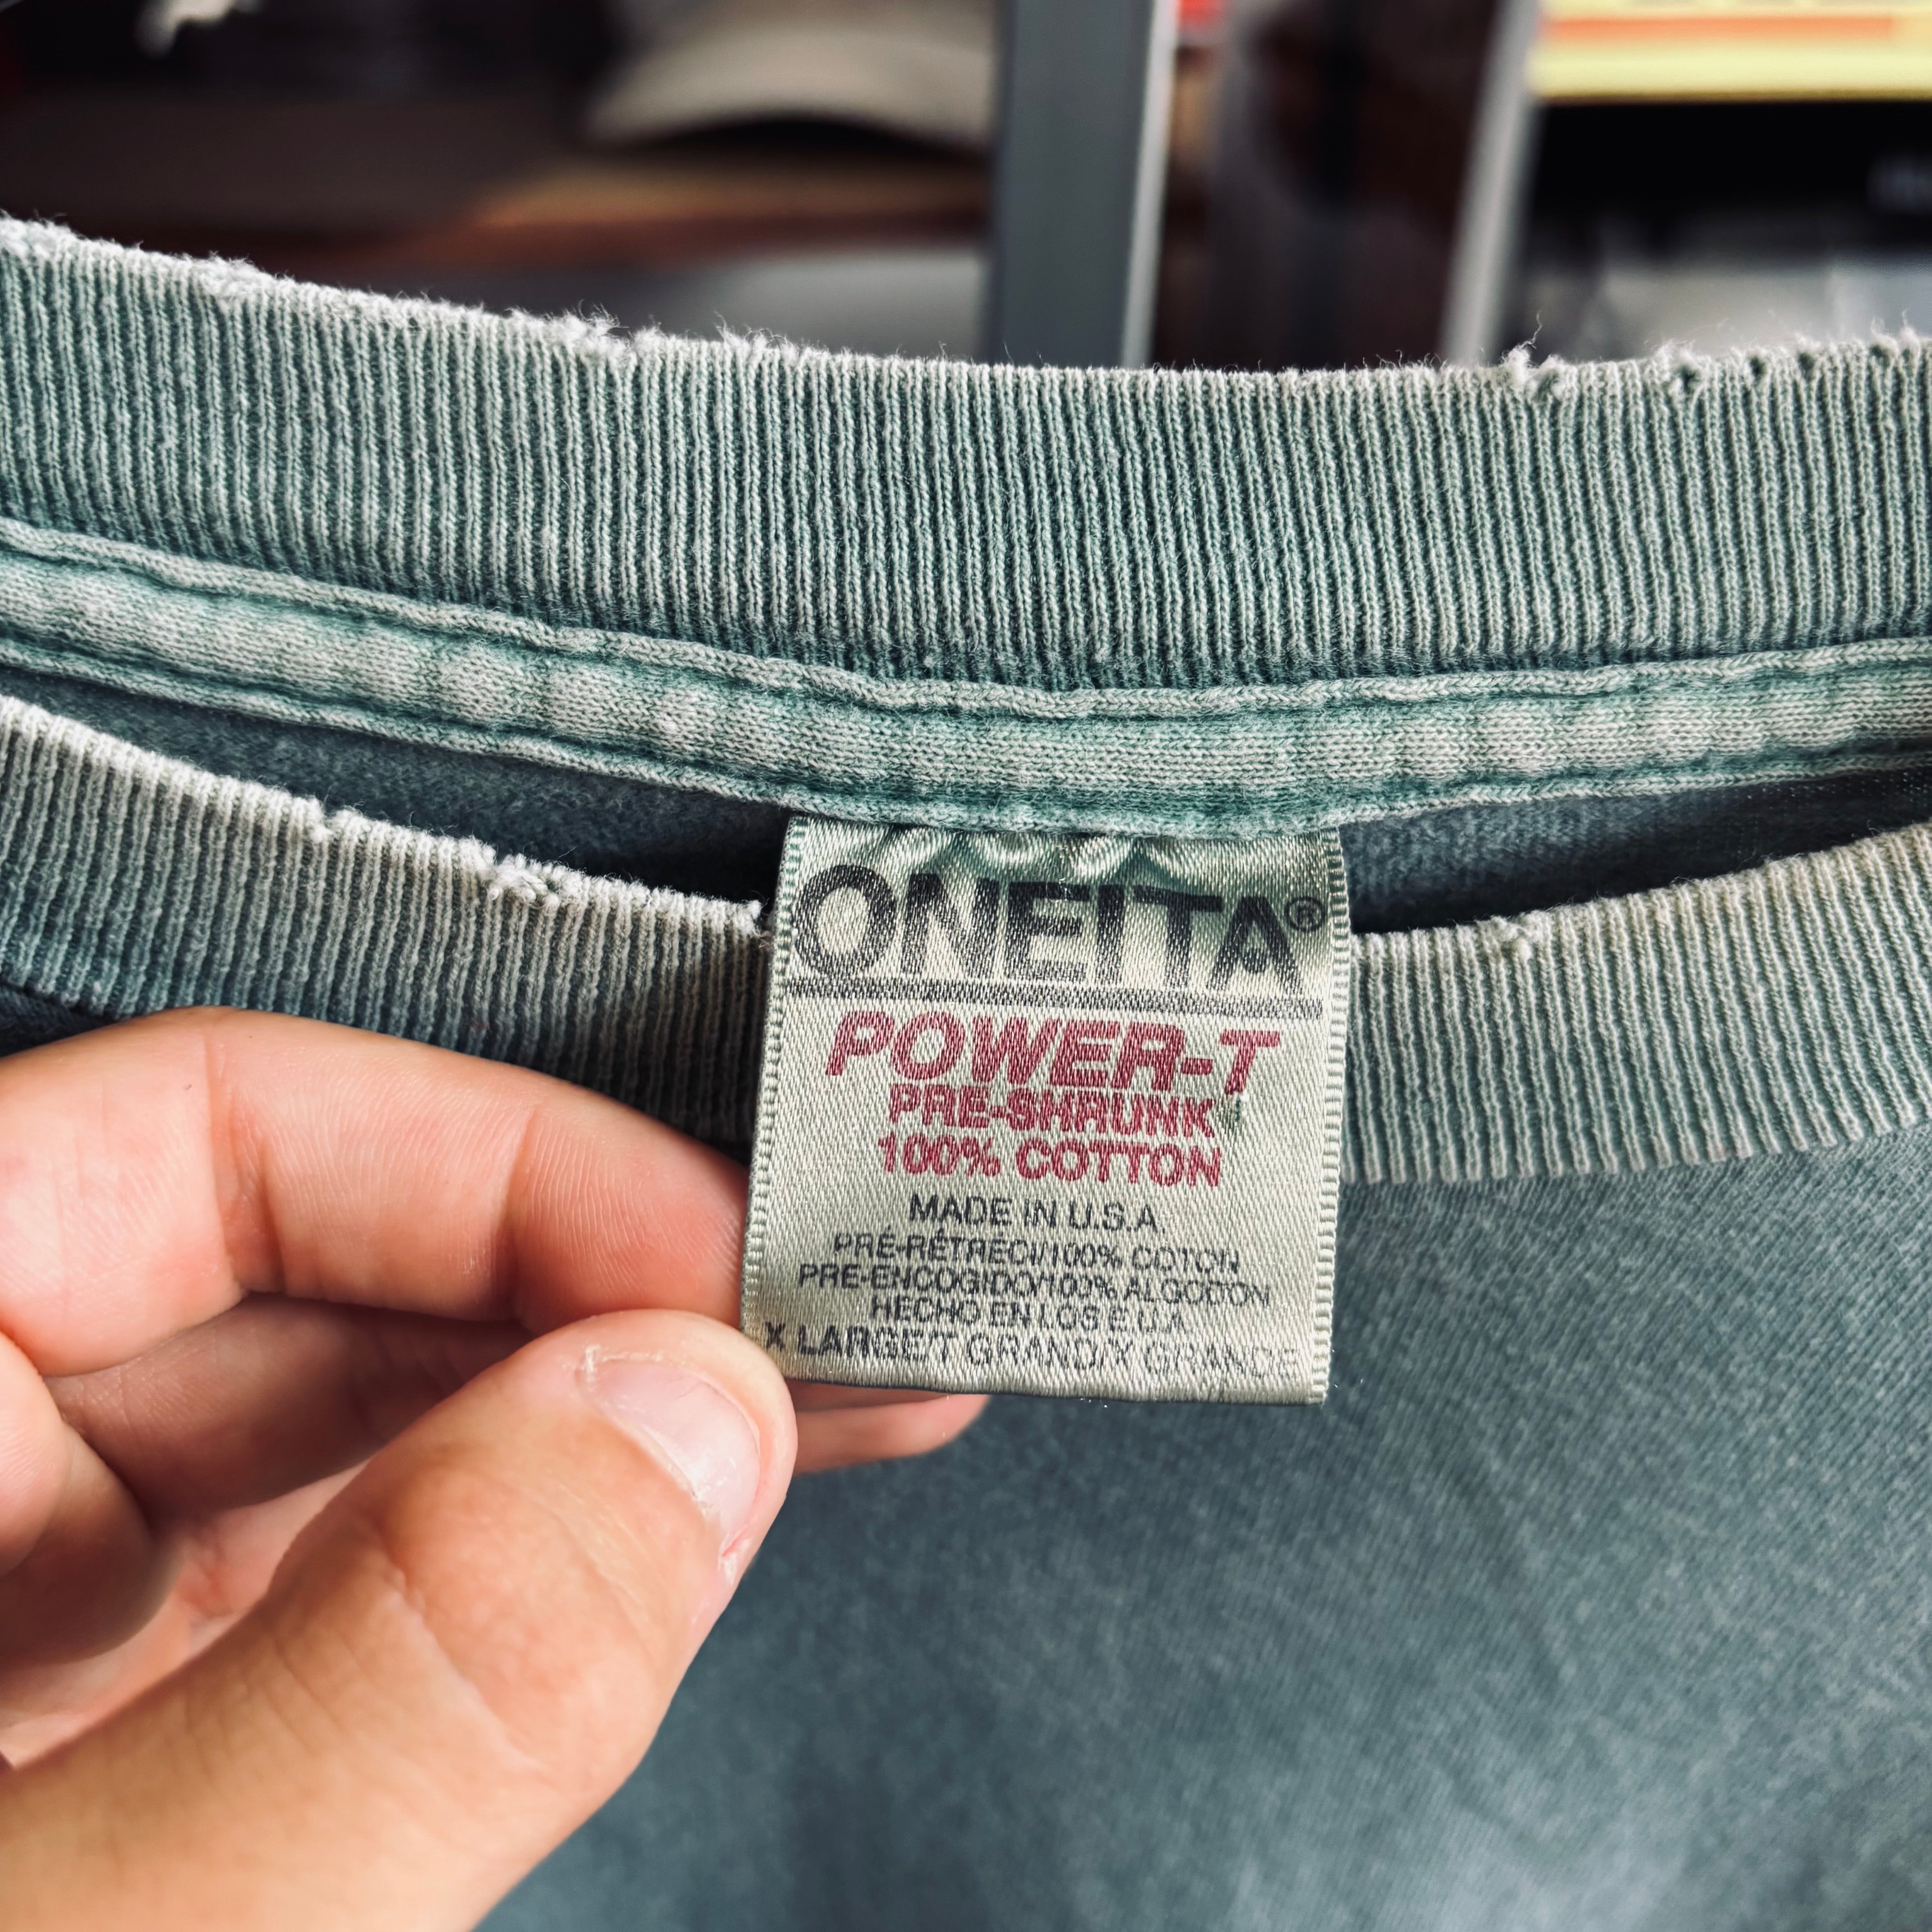 ONEITA®
POWER-T
PRE-SHRUNK
100% COTTON
MADE IN U.S.A.
PRÉ-RÉTRÉCI/100% COTON
PRE-ENCOGIDO/100% ALGODON
HECHO EN LOS E.U.A.
X LARGE/T GRAND/X GRANDE